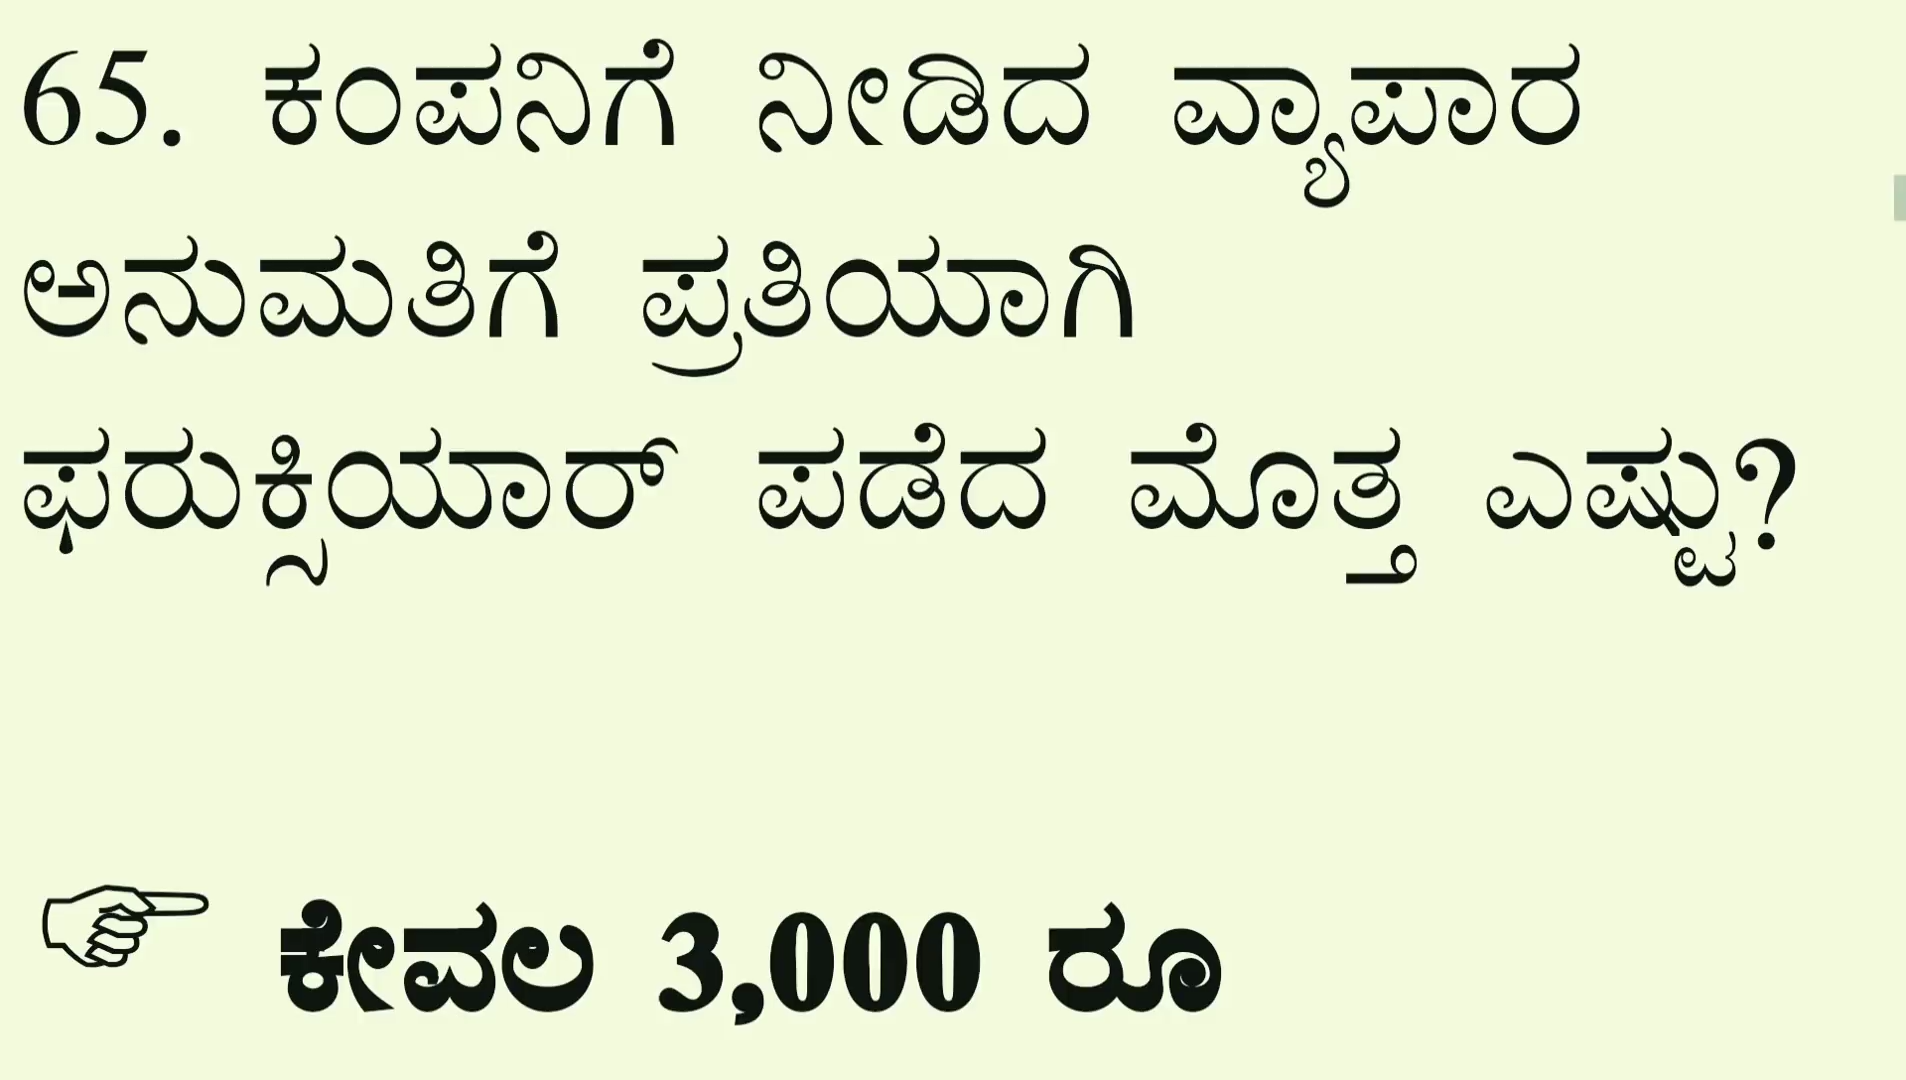 65. ಕಂಪನಿಗೆ ನೀಡಿದ ವ್ಯಾಪಾರ
ಅನುಮತಿಗೆ ಪ್ರತಿಯಾಗಿ
ಫರುಕ್ಸಿಯಾರ್ ಪಡೆದ ಮೊತ್ತ ಎಷ್ಟು?
☞ ಕೇವಲ 3,000 ರೂ